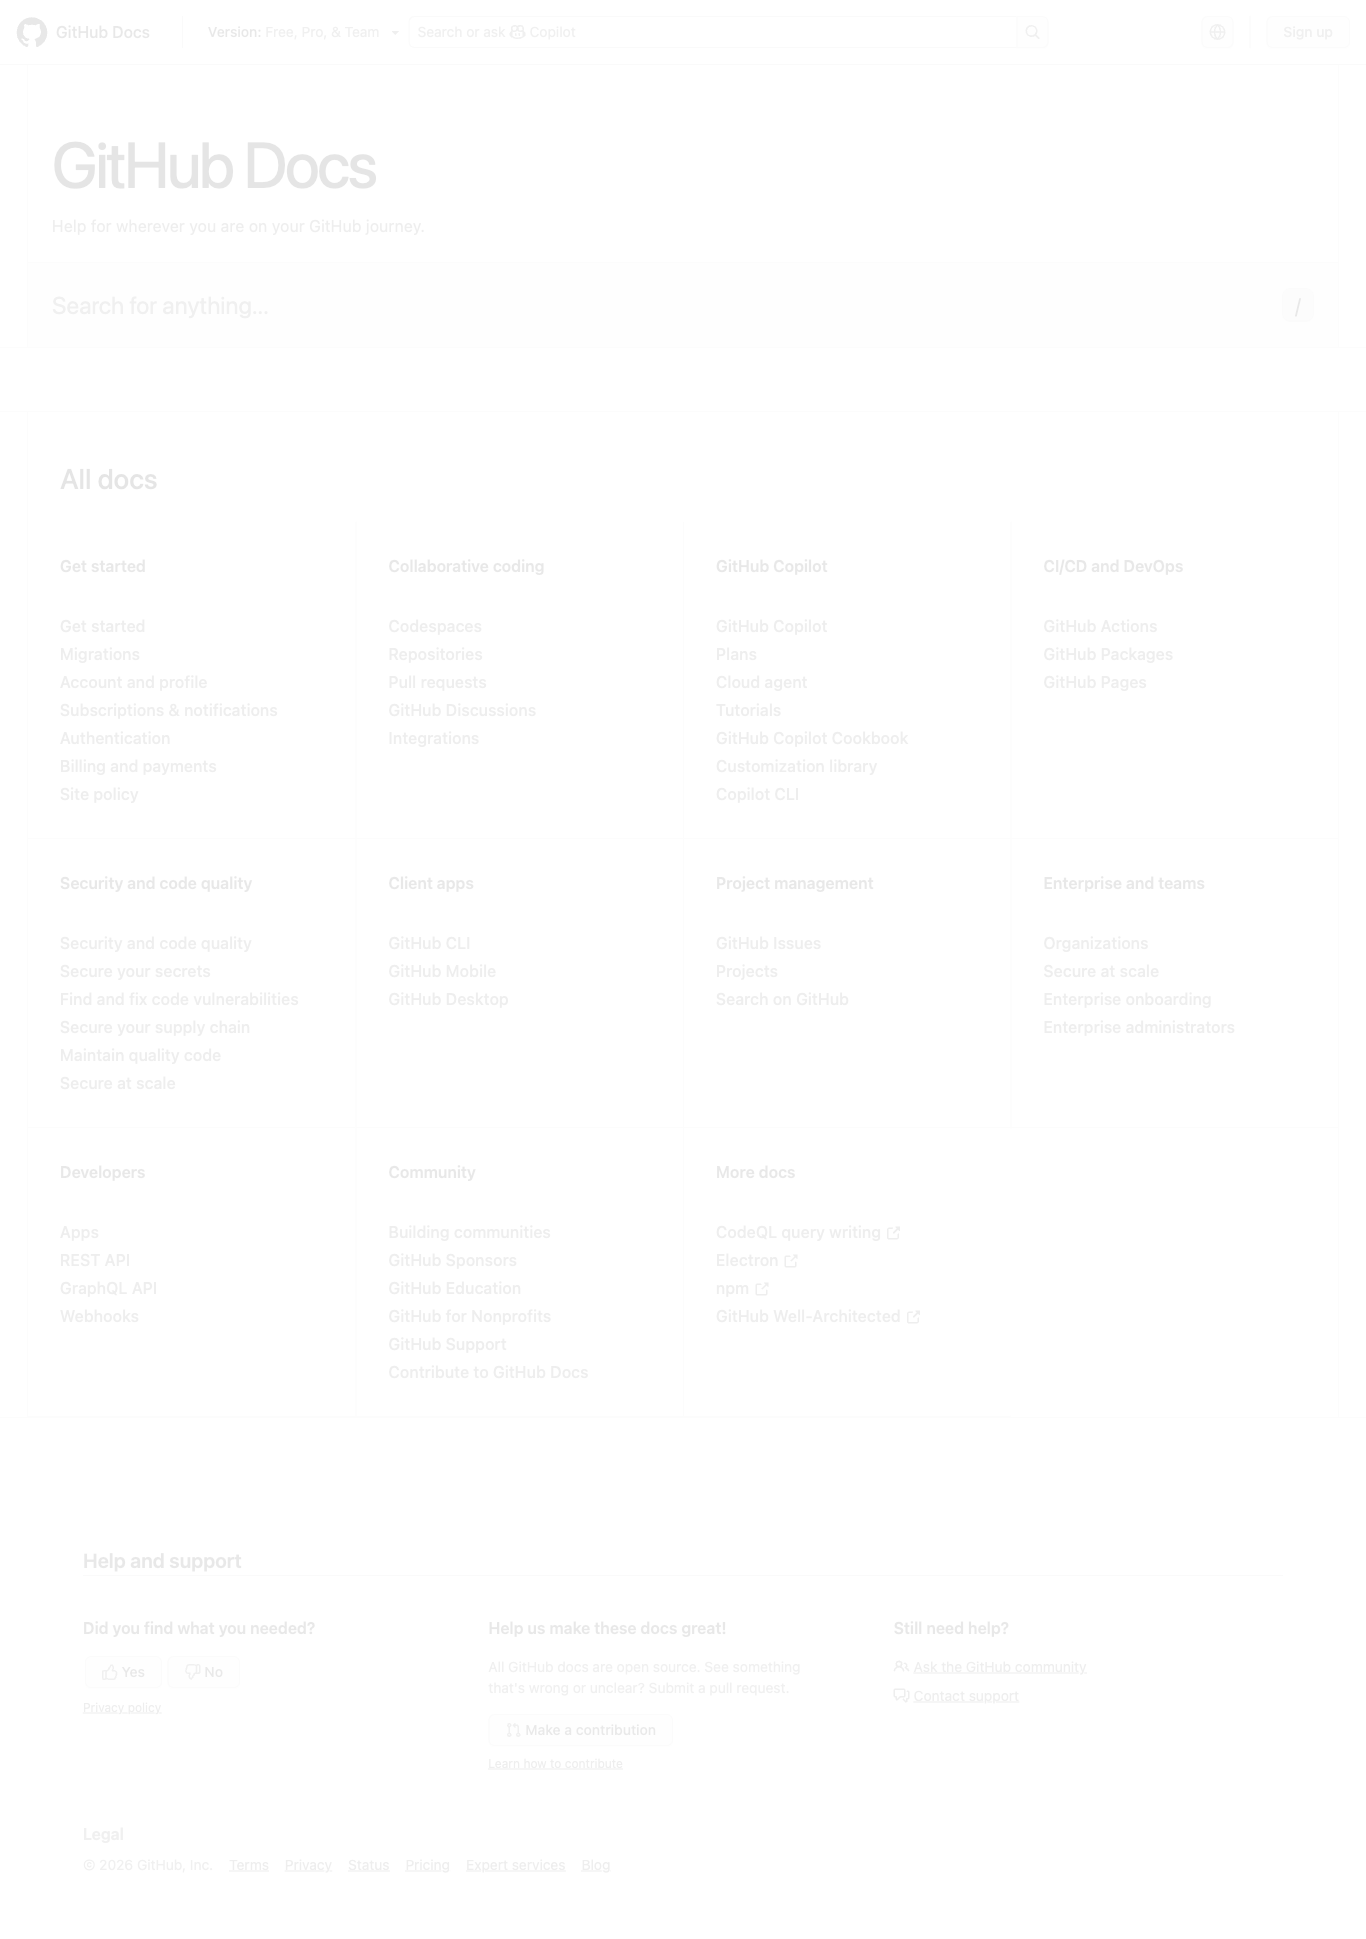 GitHub Docs
Version: Free, Pro, & Team
Search or ask Copilot
Sign up
GitHub Docs
Help for wherever you are on your GitHub journey.
Search for anything...
/
All docs
Get started
Get started
Migrations
Account and profile
Subscriptions & notifications
Authentication
Billing and payments
Site policy
Collaborative coding
Codespaces
Repositories
Pull requests
GitHub Discussions
Integrations
GitHub Copilot
GitHub Copilot
Plans
Cloud agent
Tutorials
GitHub Copilot Cookbook
Customization library
Copilot CLI
CI/CD and DevOps
GitHub Actions
GitHub Packages
GitHub Pages
Security and code quality
Security and code quality
Secure your secrets
Find and fix code vulnerabilities
Secure your supply chain
Maintain quality code
Secure at scale
Client apps
GitHub CLI
GitHub Mobile
GitHub Desktop
Project management
GitHub Issues
Projects
Search on GitHub
Enterprise and teams
Organizations
Secure at scale
Enterprise onboarding
Enterprise administrators
Developers
Apps
REST API
GraphQL API
Webhooks
Community
Building communities
GitHub Sponsors
GitHub Education
GitHub for Nonprofits
GitHub Support
Contribute to GitHub Docs
More docs
CodeQL query writing
Electron
npm
GitHub Well-Architected
Help and support
Did you find what you needed?
Yes
No
Privacy policy
Help us make these docs great!
All GitHub docs are open source. See something
that's wrong or unclear? Submit a pull request.
Make a contribution
Learn how to contribute
Still need help?
Ask the GitHub community
Contact support
Legal
© 2026 GitHub, Inc. Terms Privacy Status Pricing Expert services Blog